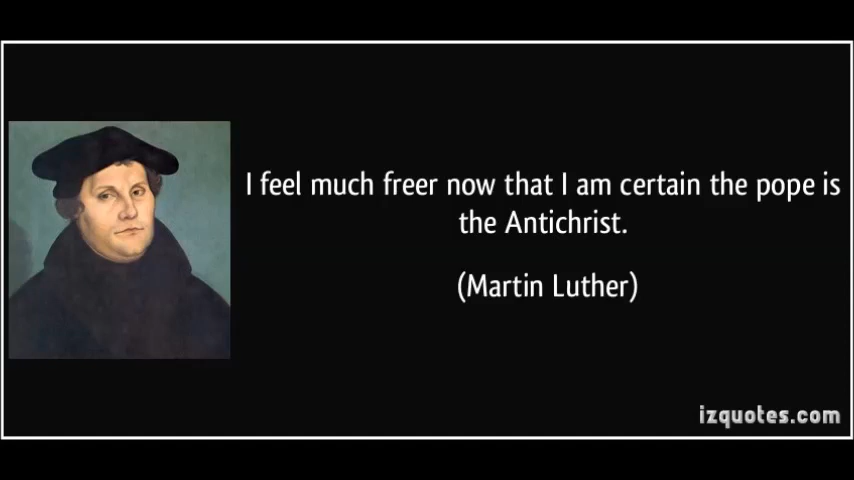 I feel much freer now that I am certain the pope is
the Antichrist.
(Martin Luther)
izquotes.com